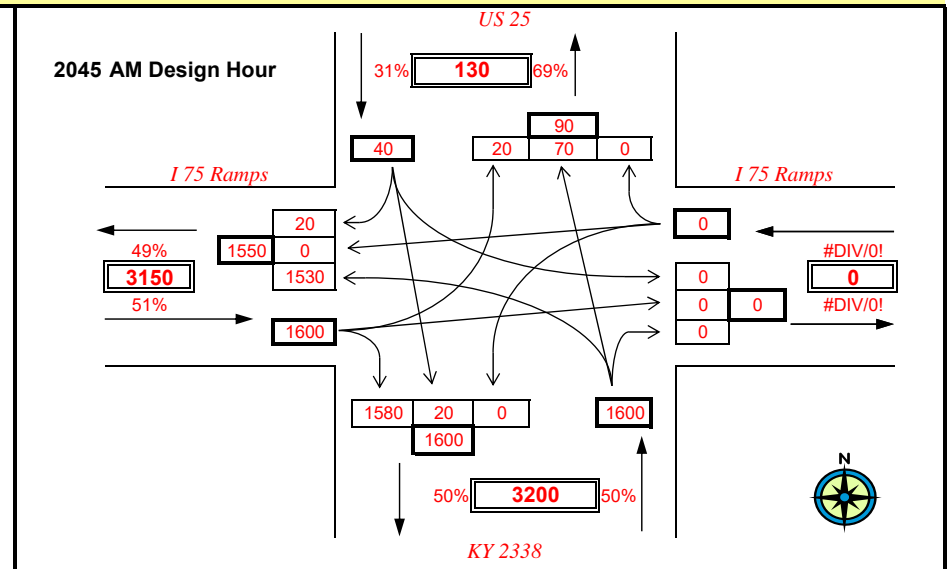 US 25
2045 AM Design Hour
31% 130 69%
90
40 20 70 0
I 75 Ramps I 75 Ramps
20 0
1550 0
49% #DIV/0!
1530 0
3150 0
0 0
51% #DIV/0!
1600 0
1580 20 0 1600
1600
N
50% 3200 50%
KY 2338